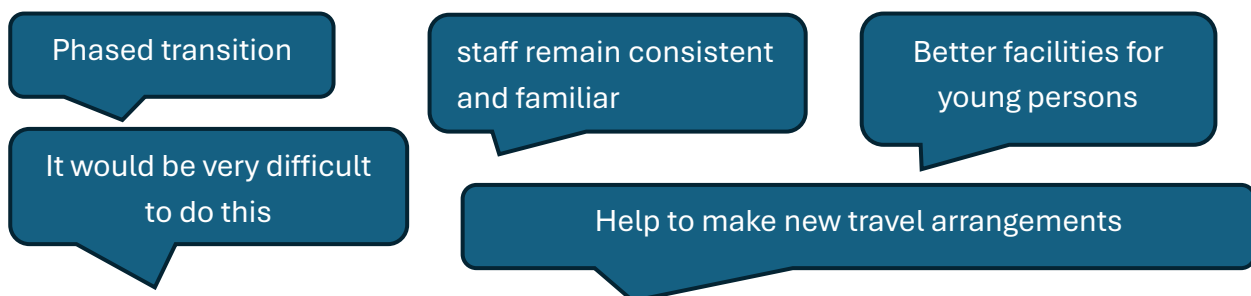 Phased transition
staff remain consistent
and familiar
Better facilities for
young persons
It would be very difficult
to do this
Help to make new travel arrangements